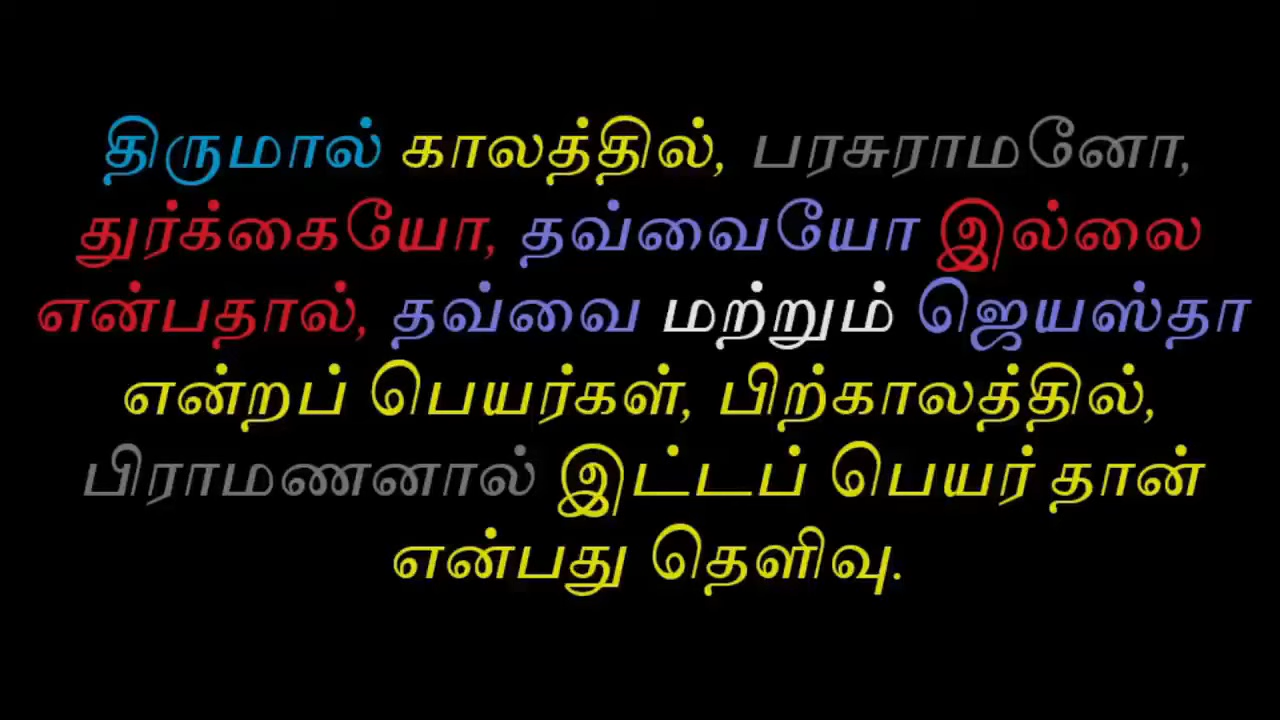 திருமால் காலத்தில், பரசுராமனோ,
துர்க்கையோ, தவ்வையோ இல்லை
என்பதால், தவ்வை மற்றும் ஜெயஸ்தா
என்றப் பெயர்கள், பிற்காலத்தில்,
பிராமணனால் இட்டப் பெயர் தான்
என்பது தெளிவு.